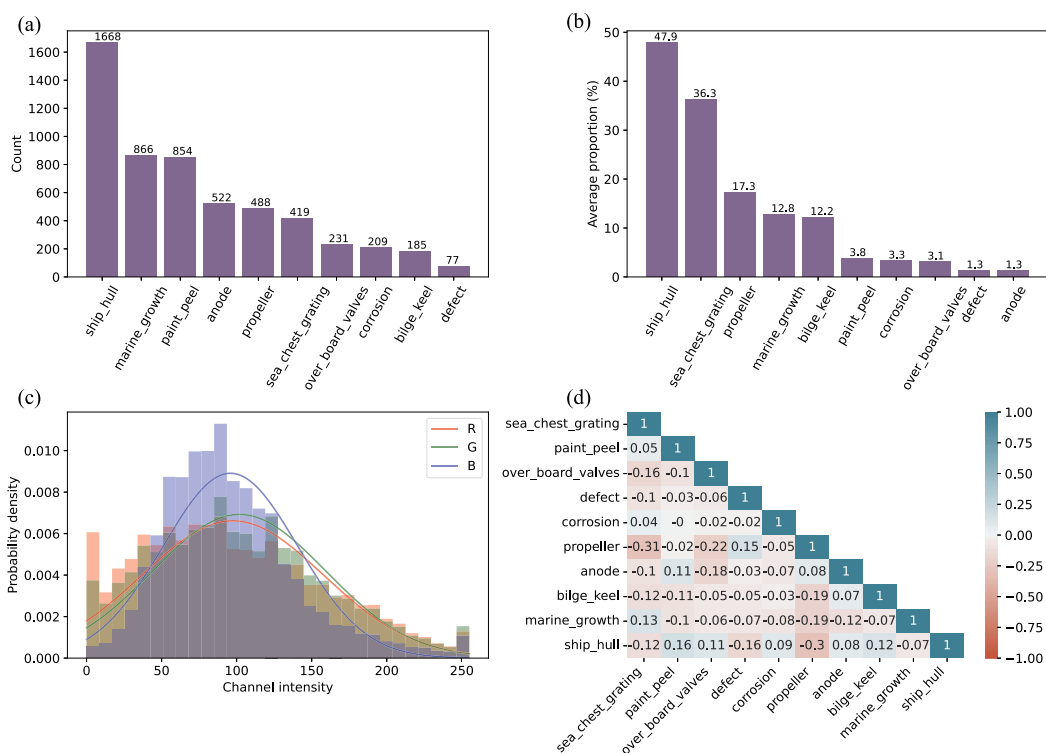 (a)
Count
1600
1400
1200
1000
800
600
400
200
0
1668
866
854
522
488
419
231
209
185
77
ship_hull
marine_growth
paint_peel
anode
propeller
sea_chest_grating
over_board_valves
corrosion
bilge_keel
defect
(b)
Average proportion (%)
50
40
30
20
10
0
47.9
36.3
17.3
12.8
12.2
3.8
3.3
3.1
1.3
1.3
ship_hull
sea_chest_grating
propeller
marine_growth
bilge_keel
paint_peel
corrosion
over_board_valves
defect
anode
(c)
Probability density
0.010
0.008
0.006
0.004
0.002
0.000
R
G
B
0
50
100
150
200
250
Channel intensity
(d)
sea_chest_grating 1
paint_peel 0.05 1
over_board_valves -0.16 -0.1 1
defect -0.1 -0.03 -0.06 1
corrosion 0.04 -0 -0.02 -0.02 1
propeller -0.31 -0.02 -0.22 0.15 -0.05 1
anode -0.1 0.11 -0.18 -0.03 -0.07 0.08 1
bilge_keel -0.12 -0.11 -0.05 -0.05 -0.03 -0.19 0.07 1
marine_growth 0.13 -0.1 -0.06 -0.07 -0.08 -0.19 -0.12 -0.07 1
ship_hull -0.12 0.16 0.11 -0.16 0.09 -0.3 0.08 0.12 -0.07 1
sea_chest_grating
paint_peel
over_board_valves
defect
corrosion
propeller
anode
bilge_keel
marine_growth
ship_hull
1.00
0.75
0.50
0.25
0.00
−0.25
−0.50
−0.75
−1.00